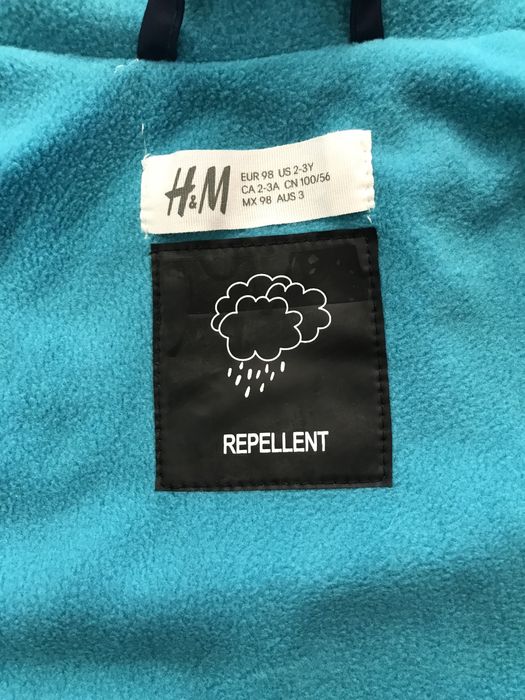 H&M
EUR 98 US 2-3Y
CA 2-3A CN 100/56
MX 98 AUS 3
REPELLENT